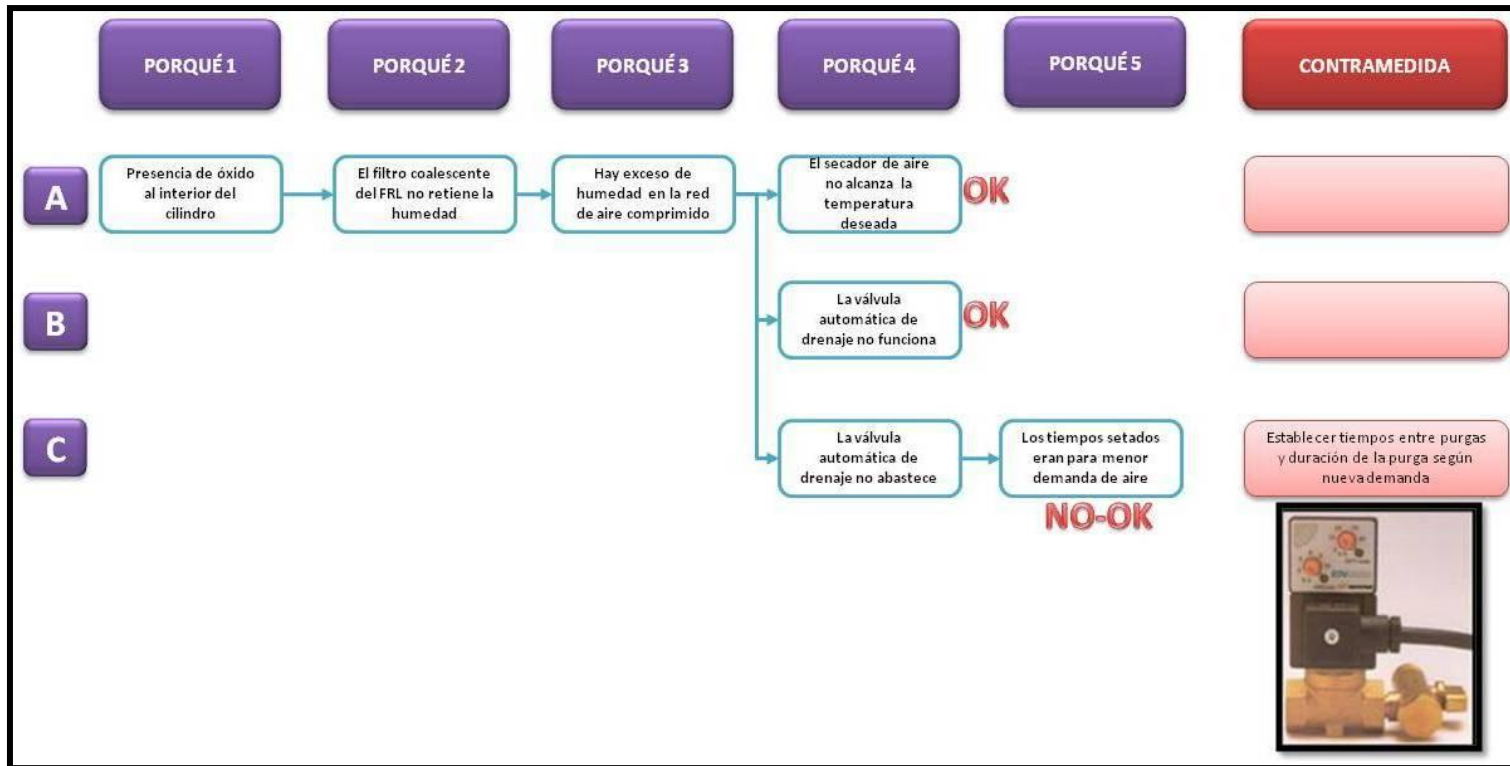 PORQUÉ 1
PORQUÉ 2
PORQUÉ 3
PORQUÉ 4
PORQUÉ 5
CONTRAMEDIDA
A
Presencia de óxido
al interior del
cilindro
El filtro coalescente
del FRL no retiene la
humedad
Hay exceso de
humedad en la red
de aire comprimido
El secador de aire
no alcanza la
temperatura
deseada
OK
B
La válvula
automática de
drenaje no funciona
OK
C
La válvula
automática de
drenaje no abastece
Los tiempos setados
eran para menor
demanda de aire
NO-OK
Establecer tiempos entre purgas
y duración de la purga según
nueva demanda